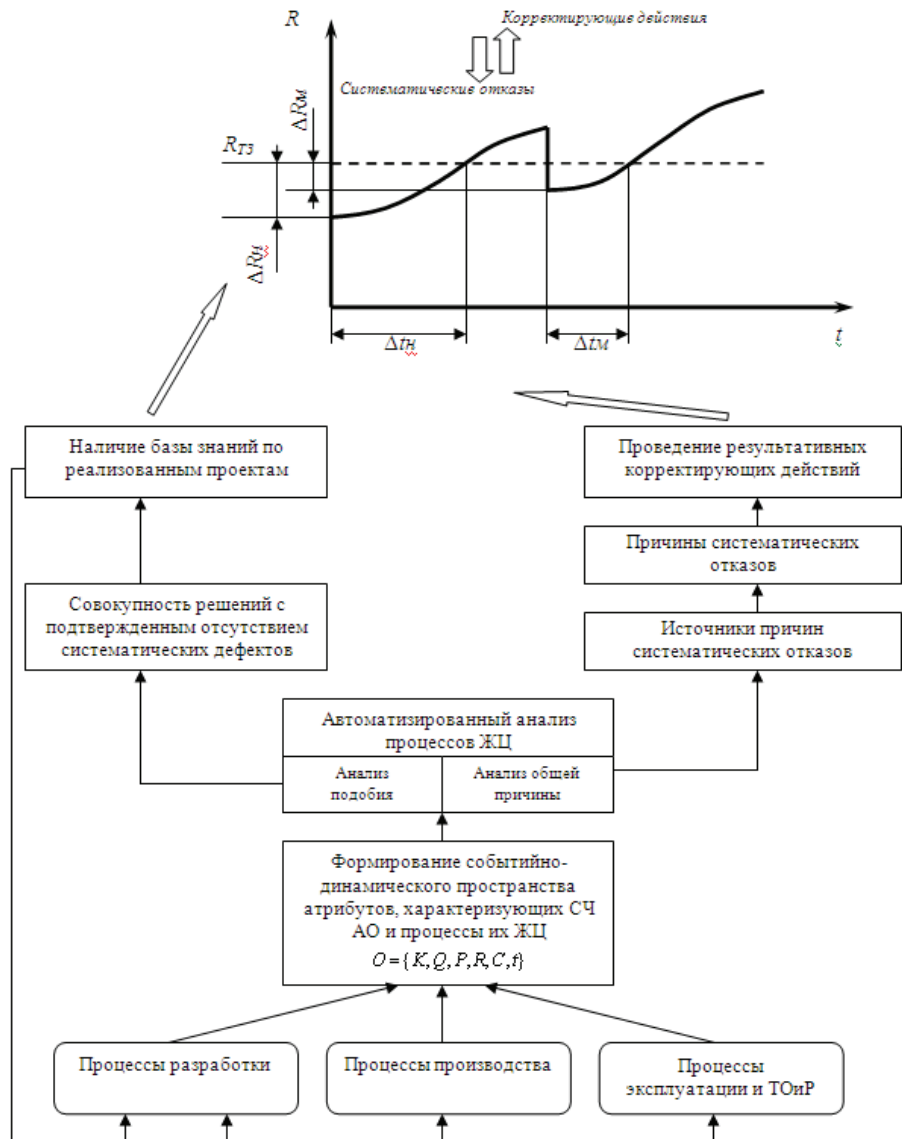 R
Корректирующие действия
Систематические отказы
ΔRм
RТЗ
ΔRн
Δtн
Δtм
t
Наличие базы знаний по
реализованным проектам
Проведение результативных
корректирующих действий
Причины систематических
отказов
Совокупность решений с
подтвержденным отсутствием
систематических дефектов
Источники причин
систематических отказов
Автоматизированный анализ
процессов ЖЦ
Анализ
подобия
Анализ общей
причины
Формирование событийно-
динамического пространства
атрибутов, характеризующих СЧ
АО и процессы их ЖЦ
O={K,Q,P,R,C,t}
Процессы разработки
Процессы производства
Процессы
эксплуатации и ТОиР